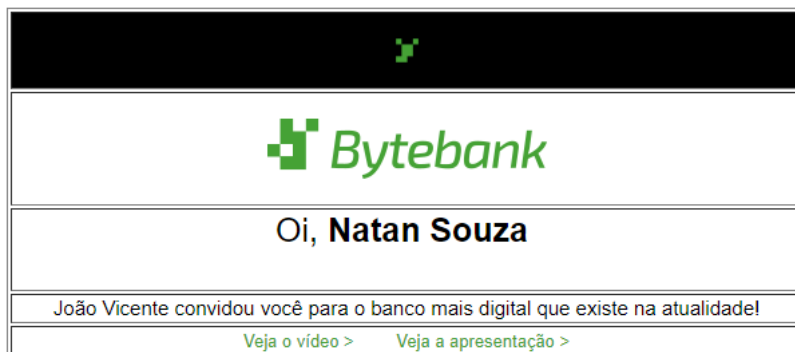 Bytebank
Oi, Natan Souza
João Vicente convidou você para o banco mais digital que existe na atualidade!
Veja o vídeo > Veja a apresentação >